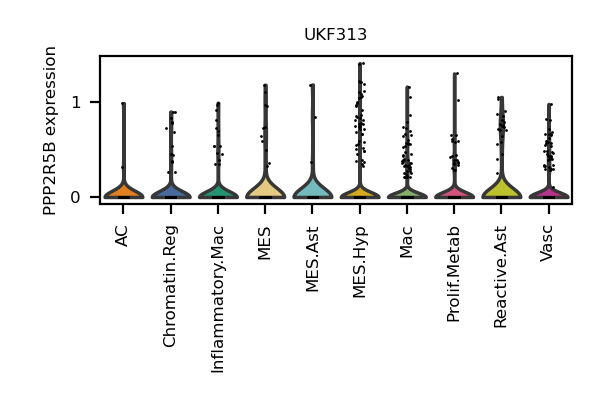 UKF313
PPP2R5B expression
1
0
AC
Chromatin.Reg
Inflammatory.Mac
MES
MES.Ast
MES.Hyp
Mac
Prolif.Metab
Reactive.Ast
Vasc